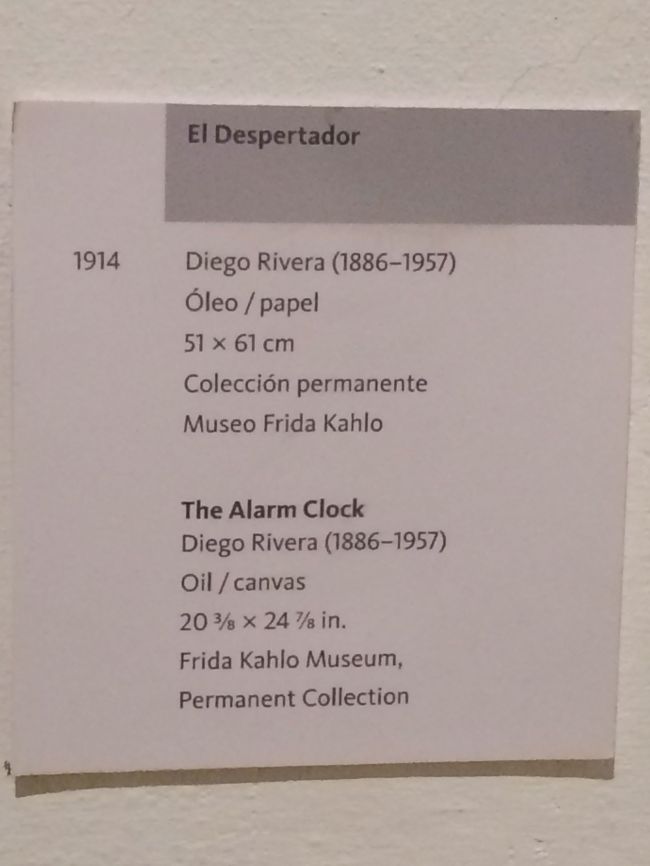 El Despertador
1914 Diego Rivera (1886–1957)
Óleo / papel
51 × 61 cm
Colección permanente
Museo Frida Kahlo
The Alarm Clock
Diego Rivera (1886–1957)
Oil / canvas
20 ³⁄₈ × 24 ⁷⁄₈ in.
Frida Kahlo Museum,
Permanent Collection